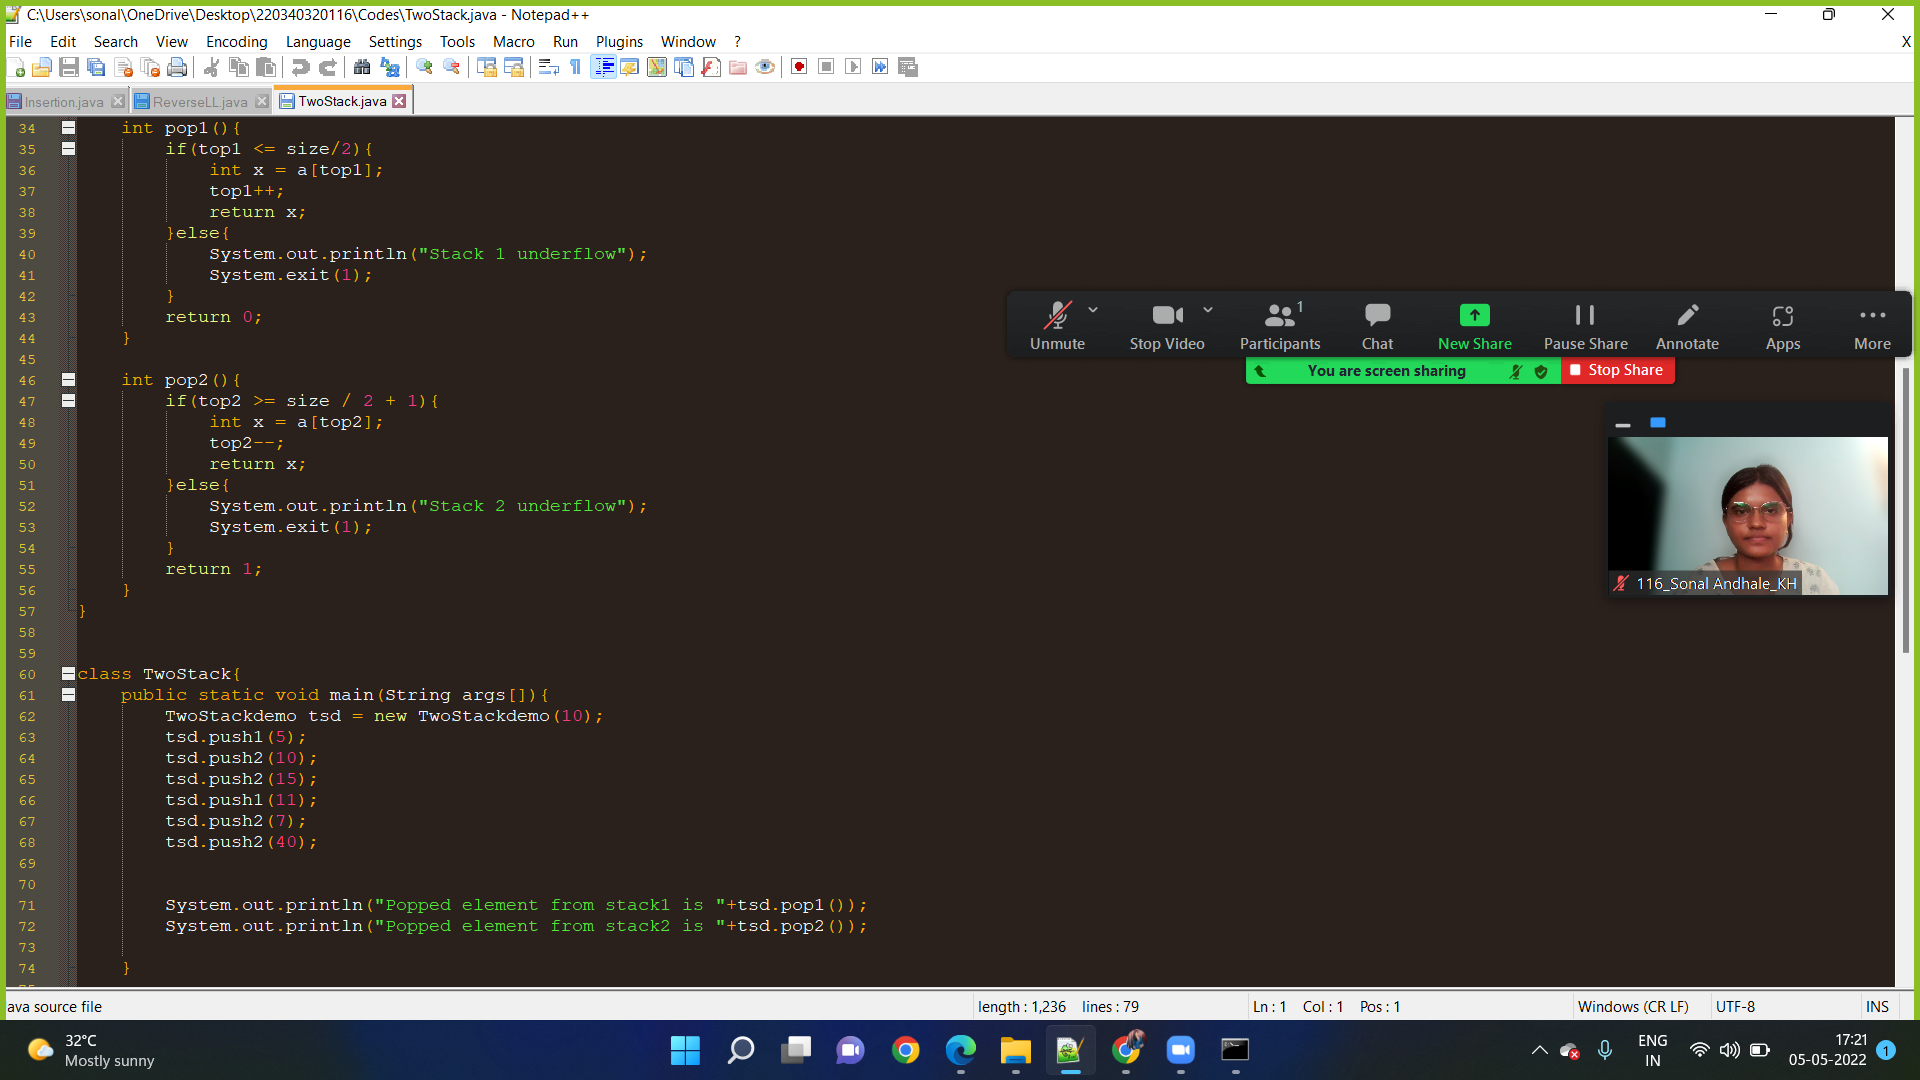 C:\Users\sonal\OneDrive\Desktop\220340320116\Codes\TwoStack.java - Notepad++
File Edit Search View Encoding Language Settings Tools Macro Run Plugins Window ? X
Insertion.java ReverseLL.java TwoStack.java
34 int pop1(){
35 if(top1 <= size/2){
36 int x = a[top1];
37 top1++;
38 return x;
39 }else{
40 System.out.println("Stack 1 underflow");
41 System.exit(1);
42 }
43 return 0;
44 }
45
46 int pop2(){
47 if(top2 >= size / 2 + 1){
48 int x = a[top2];
49 top2--;
50 return x;
51 }else{
52 System.out.println("Stack 2 underflow");
53 System.exit(1);
54 }
55 return 1;
56 }
57 }
58
59
60 class TwoStack{
61 public static void main(String args[]){
62 TwoStackdemo tsd = new TwoStackdemo(10);
63 tsd.push1(5);
64 tsd.push2(10);
65 tsd.push2(15);
66 tsd.push1(11);
67 tsd.push2(7);
68 tsd.push2(40);
69
70
71 System.out.println("Popped element from stack1 is "+tsd.pop1());
72 System.out.println("Popped element from stack2 is "+tsd.pop2());
73
74 }
1
Unmute Stop Video Participants Chat New Share Pause Share Annotate Apps More
You are screen sharing Stop Share
116_Sonal Andhale_KH
ava source file length : 1,236 lines : 79 Ln : 1 Col : 1 Pos : 1 Windows (CR LF) UTF-8 INS
32°C
Mostly sunny
ENG
IN
17:21
05-05-2022
1